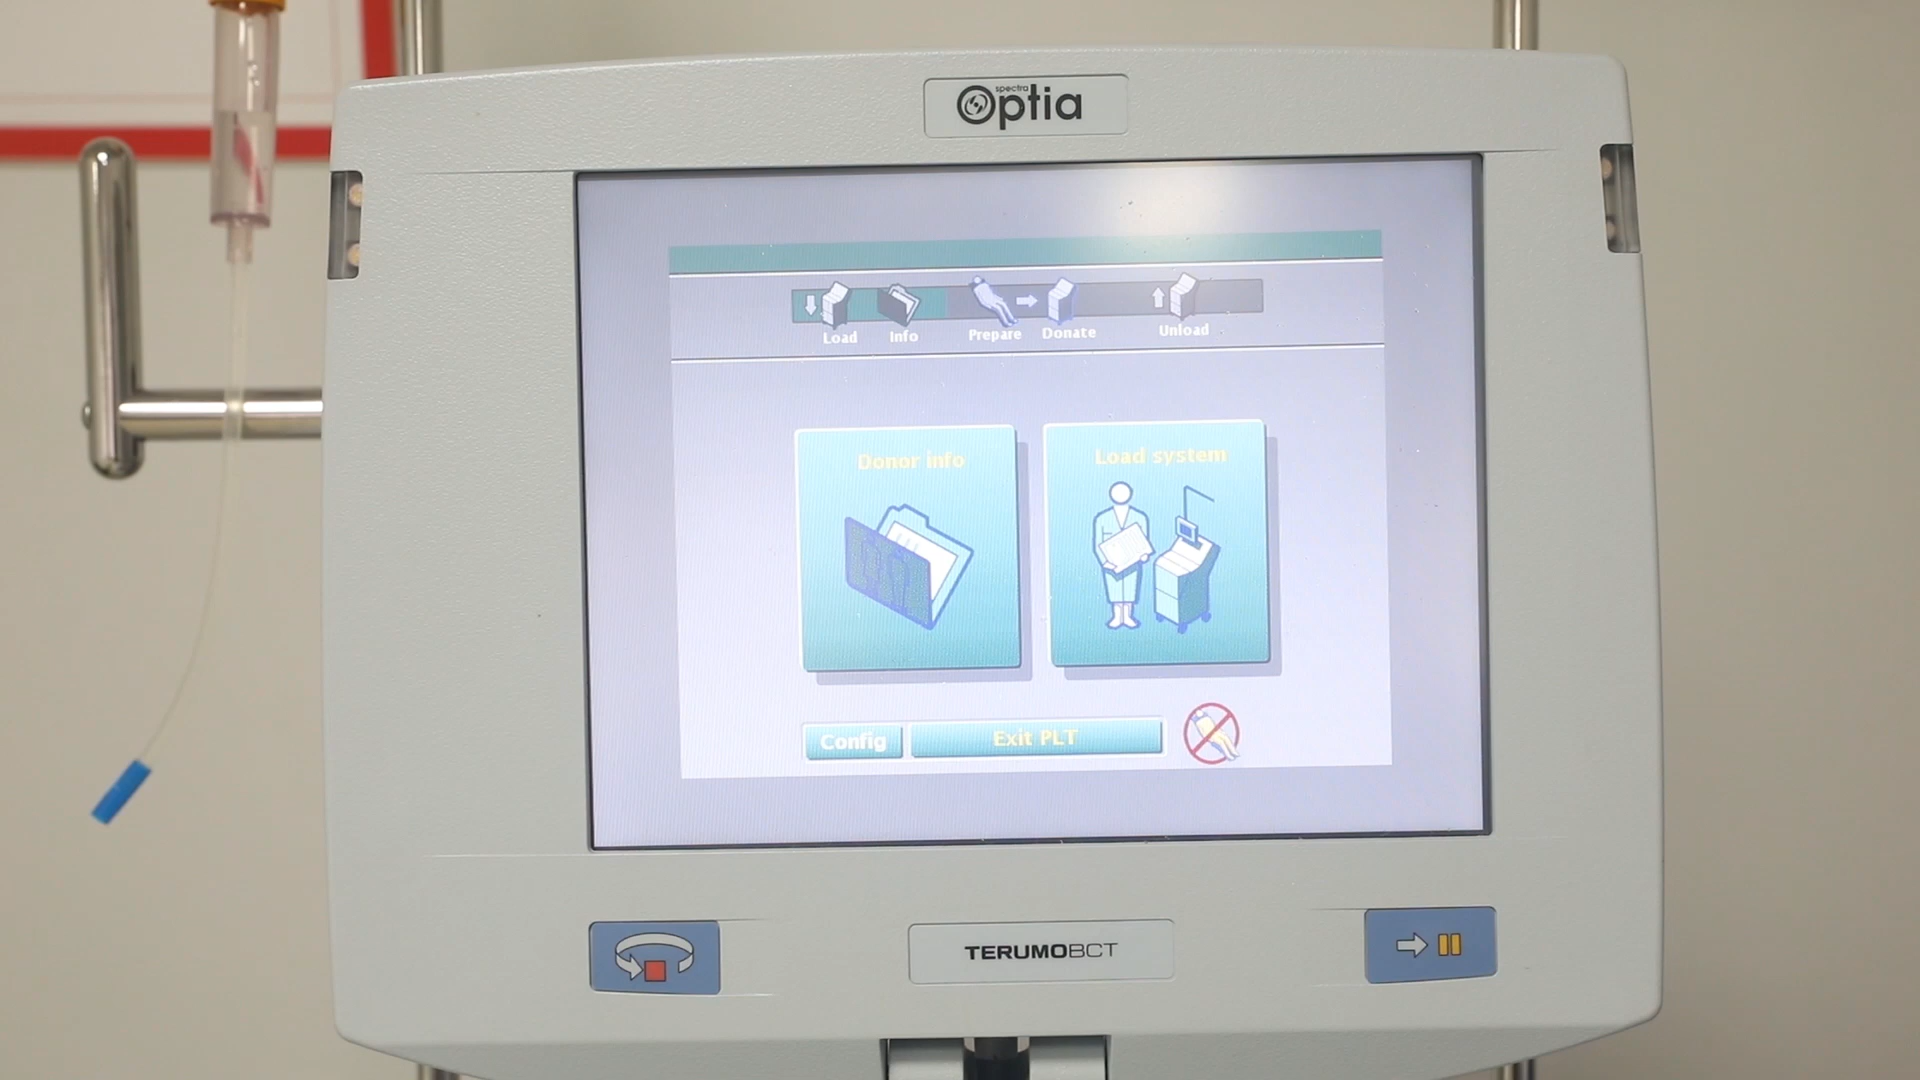 spectra
Optia
Load
Info
Prepare
Donate
Unload
Donor info
Load system
Config
Exit PLT
TERUMOBCT